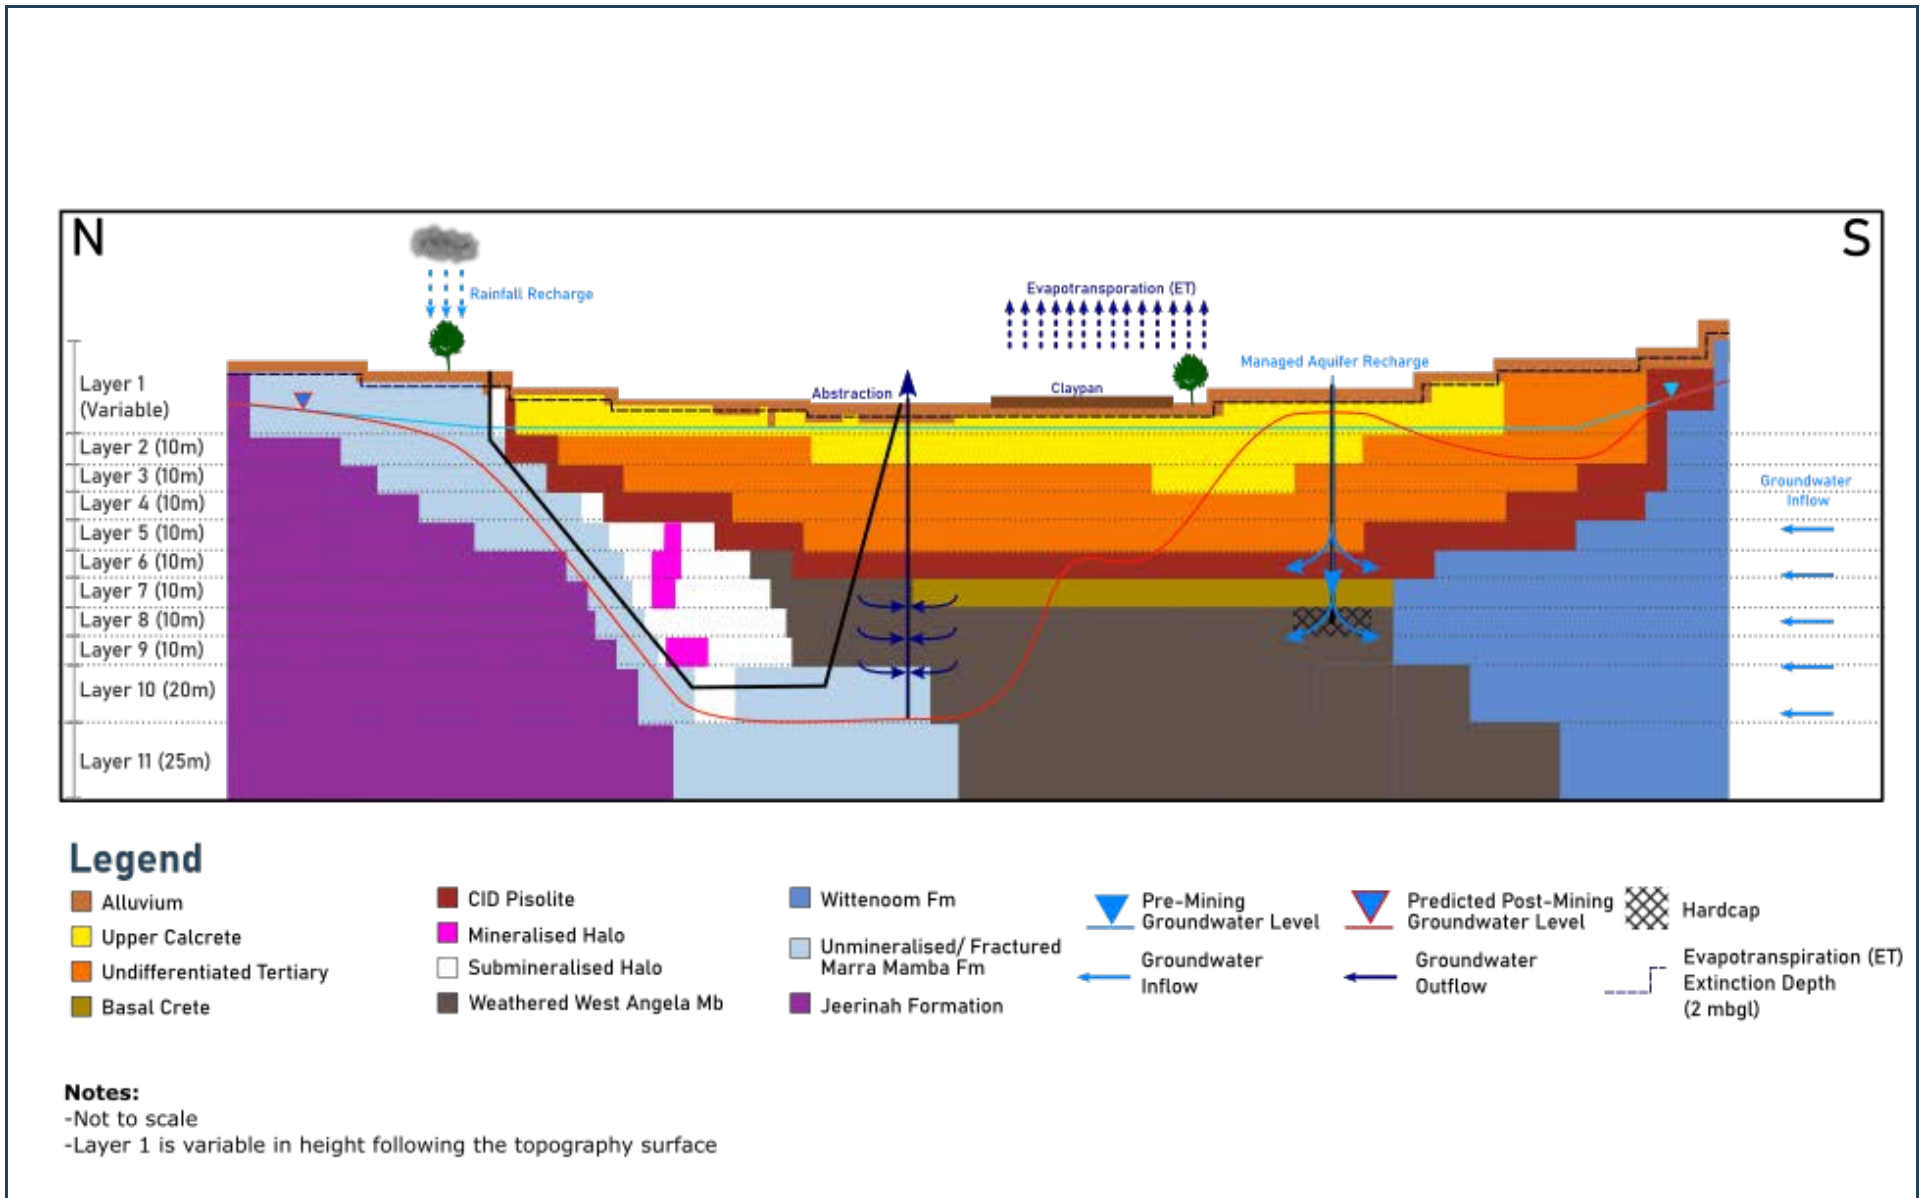 N
S
Rainfall Recharge
Evapotransporation (ET)
Managed Aquifer Recharge
Abstraction
Claypan
Layer 1
(Variable)
Layer 2 (10m)
Layer 3 (10m)
Layer 4 (10m)
Layer 5 (10m)
Layer 6 (10m)
Layer 7 (10m)
Layer 8 (10m)
Layer 9 (10m)
Layer 10 (20m)
Layer 11 (25m)
Groundwater
Inflow
Legend
Alluvium
Upper Calcrete
Undifferentiated Tertiary
Basal Crete
CID Pisolite
Mineralised Halo
Submineralised Halo
Weathered West Angela Mb
Wittenoom Fm
Unmineralised/ Fractured
Marra Mamba Fm
Jeerinah Formation
Pre-Mining
Groundwater Level
Groundwater
Inflow
Predicted Post-Mining
Groundwater Level
Groundwater
Outflow
Hardcap
Evapotranspiration (ET)
Extinction Depth
(2 mbgl)
Notes:
-Not to scale
-Layer 1 is variable in height following the topography surface